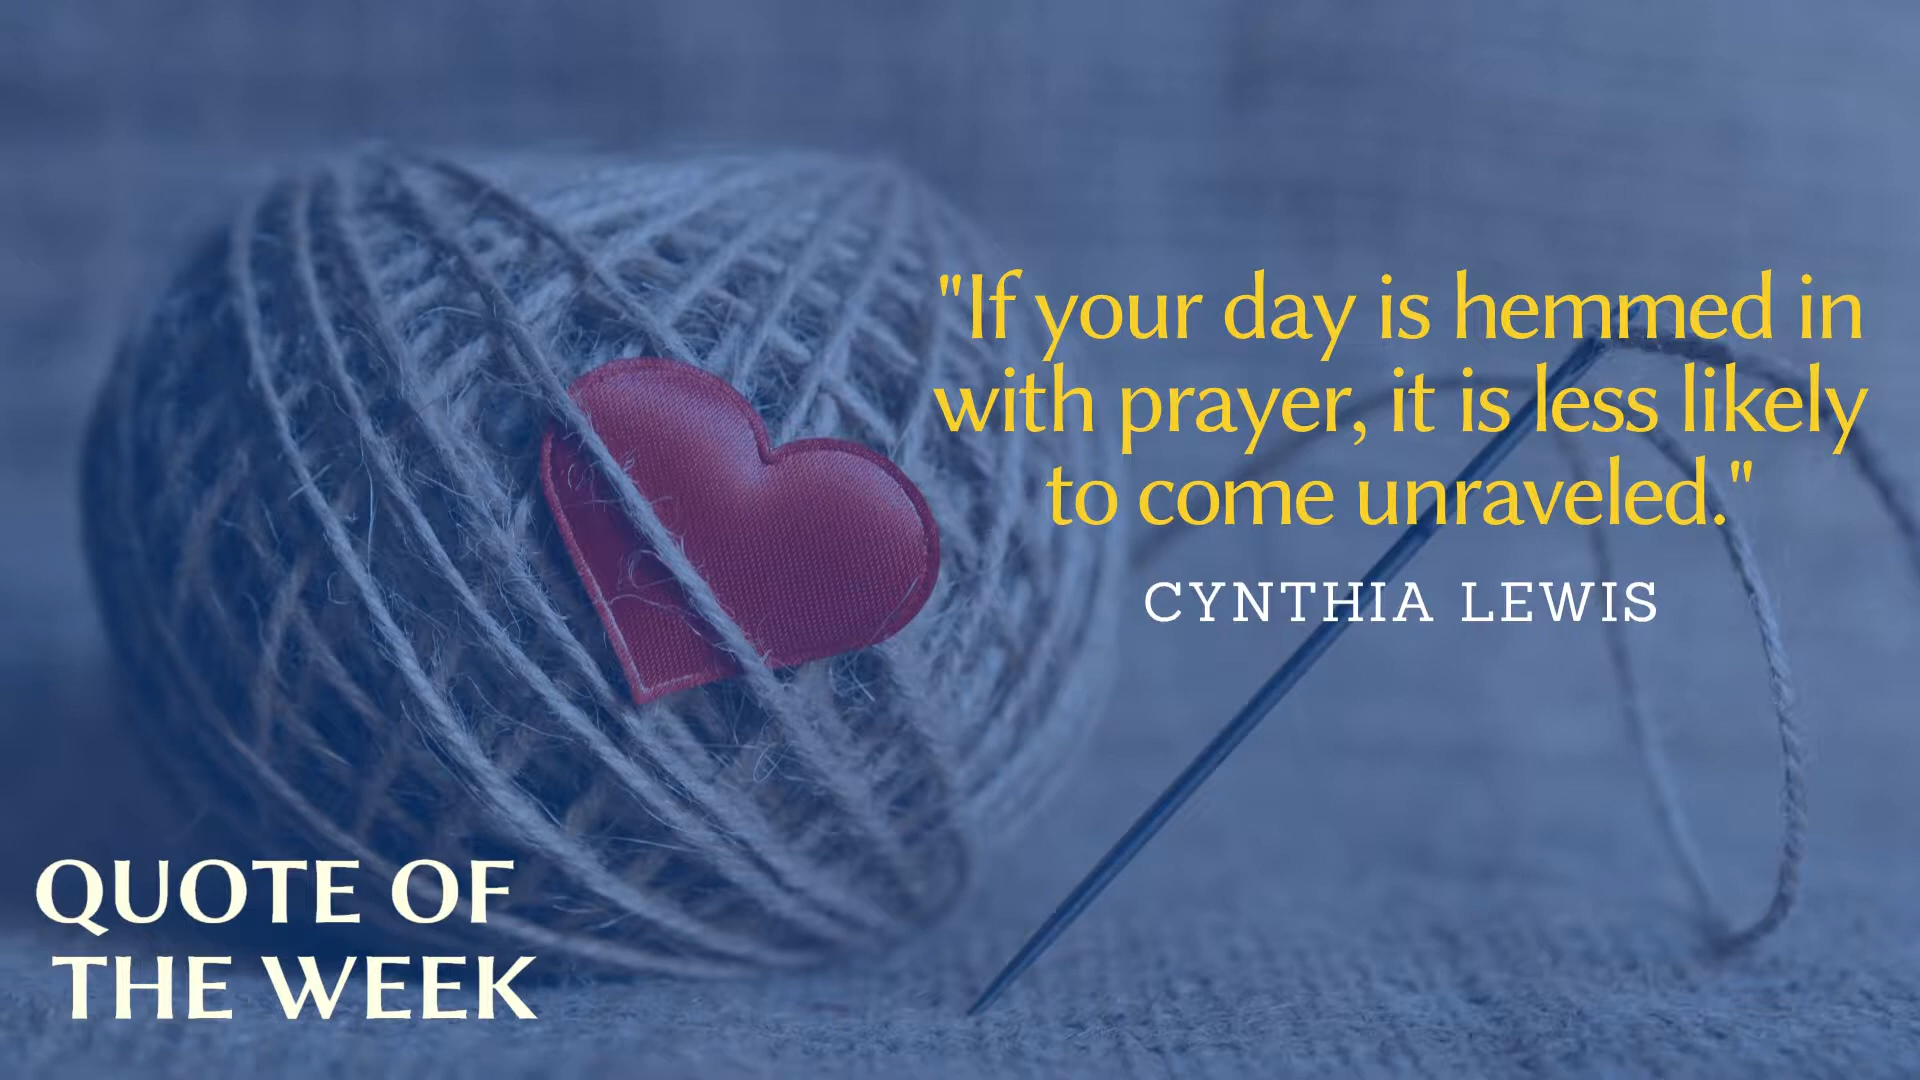 "If your day is hemmed in
with prayer, it is less likely
to come unraveled."
CYNTHIA LEWIS
QUOTE OF
THE WEEK